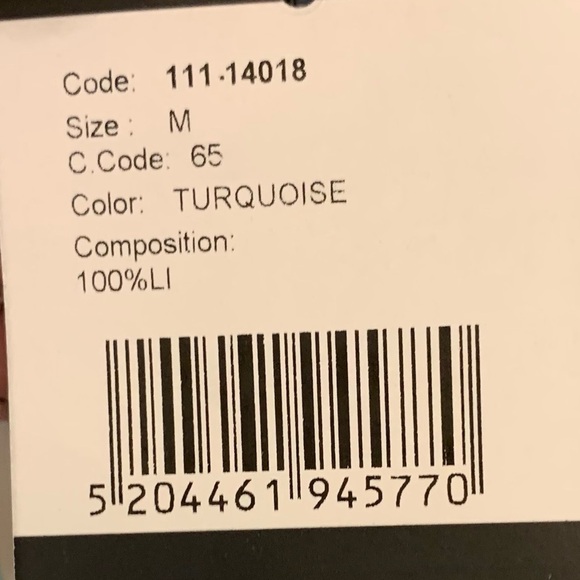 Code: 111-14018
Size : M
C.Code: 65
Color: TURQUOISE
Composition:
100%LI
5 204461 945770